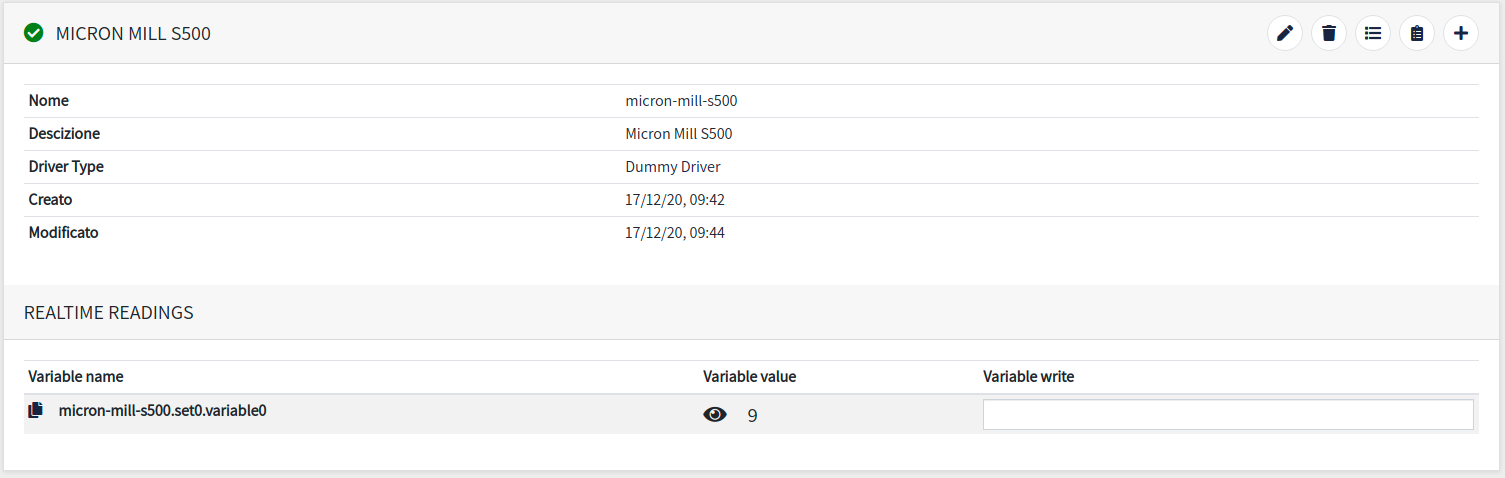 MICRON MILL S500
Nome micron-mill-s500
Descizione Micron Mill S500
Driver Type Dummy Driver
Creato 17/12/20, 09:42
Modificato 17/12/20, 09:44
REALTIME READINGS
Variable name Variable value Variable write
micron-mill-s500.set0.variable0 9